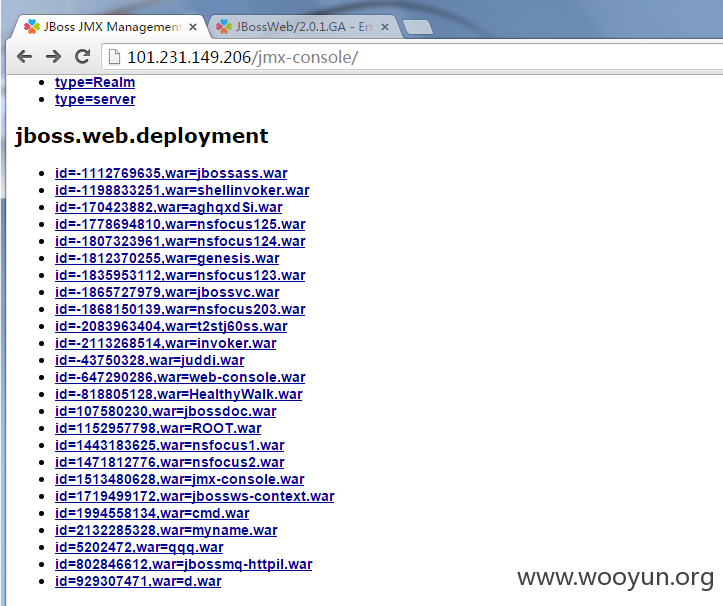 JBoss JMX Management
JBossWeb/2.0.1.GA - Err
101.231.149.206/jmx-console/
type=Realm
type=server
jboss.web.deployment
id=-1112769635,war=jbossass.war
id=-1198833251,war=shellinvoker.war
id=-170423882,war=aghqxdSi.war
id=-1778694810,war=nsfocus125.war
id=-1807323961,war=nsfocus124.war
id=-1812370255,war=genesis.war
id=-1835953112,war=nsfocus123.war
id=-1865727979,war=jbossvc.war
id=-1868150139,war=nsfocus203.war
id=-2083963404,war=t2stj60ss.war
id=-2113268514,war=invoker.war
id=-43750328,war=juddi.war
id=-647290286,war=web-console.war
id=-818805128,war=HealthyWalk.war
id=107580230,war=jbossdoc.war
id=1152957798,war=ROOT.war
id=1443183625,war=nsfocus1.war
id=1471812776,war=nsfocus2.war
id=1513480628,war=jmx-console.war
id=1719499172,war=jbossws-context.war
id=1994558134,war=cmd.war
id=2132285328,war=myname.war
id=5202472,war=qqq.war
id=802846612,war=jbossmq-httpil.war
id=929307471,war=d.war
www.wooyun.org